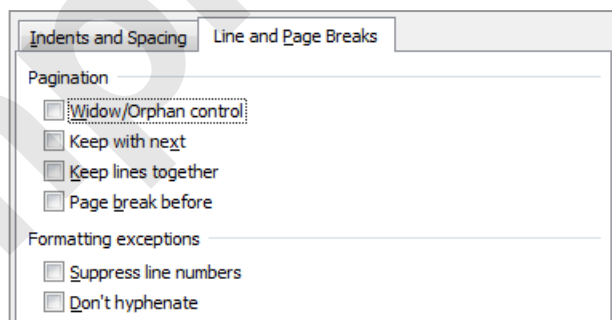 Indents and Spacing Line and Page Breaks
Pagination
Widow/Orphan control
Keep with next
Keep lines together
Page break before
Formatting exceptions
Suppress line numbers
Don't hyphenate